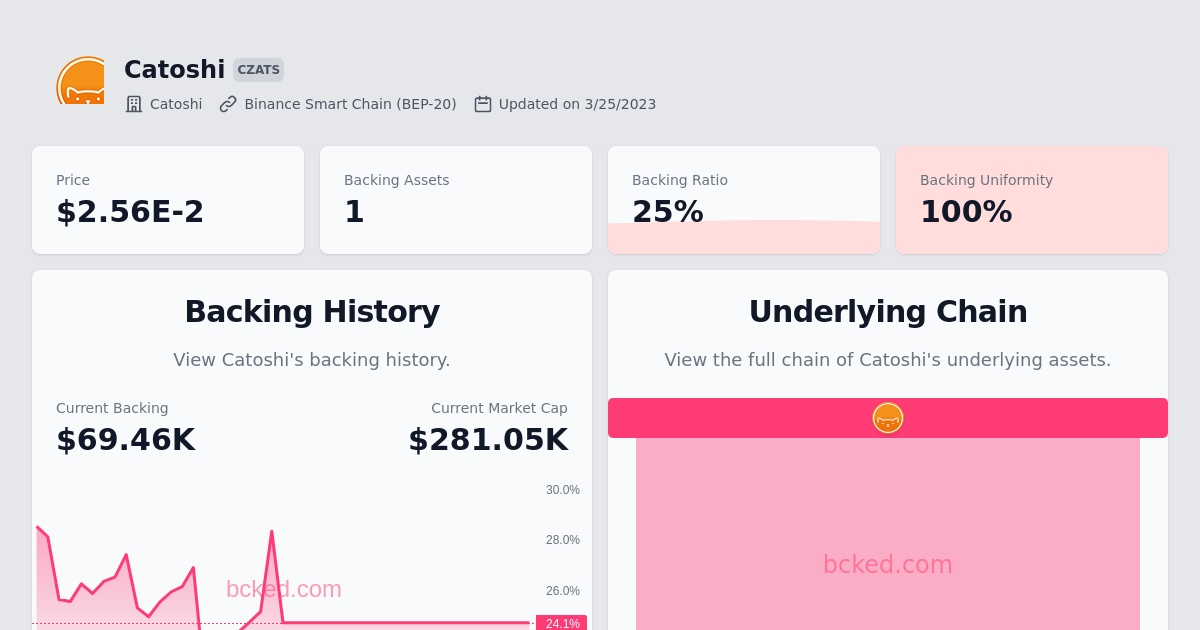 Catoshi CZATS
Catoshi Binance Smart Chain (BEP-20) Updated on 3/25/2023
Price
$2.56E-2
Backing Assets
1
Backing Ratio
25%
Backing Uniformity
100%
Backing History
View Catoshi's backing history.
Current Backing
$69.46K
Current Market Cap
$281.05K
30.0%
28.0%
26.0%
24.1%
bcked.com
Underlying Chain
View the full chain of Catoshi's underlying assets.
bcked.com